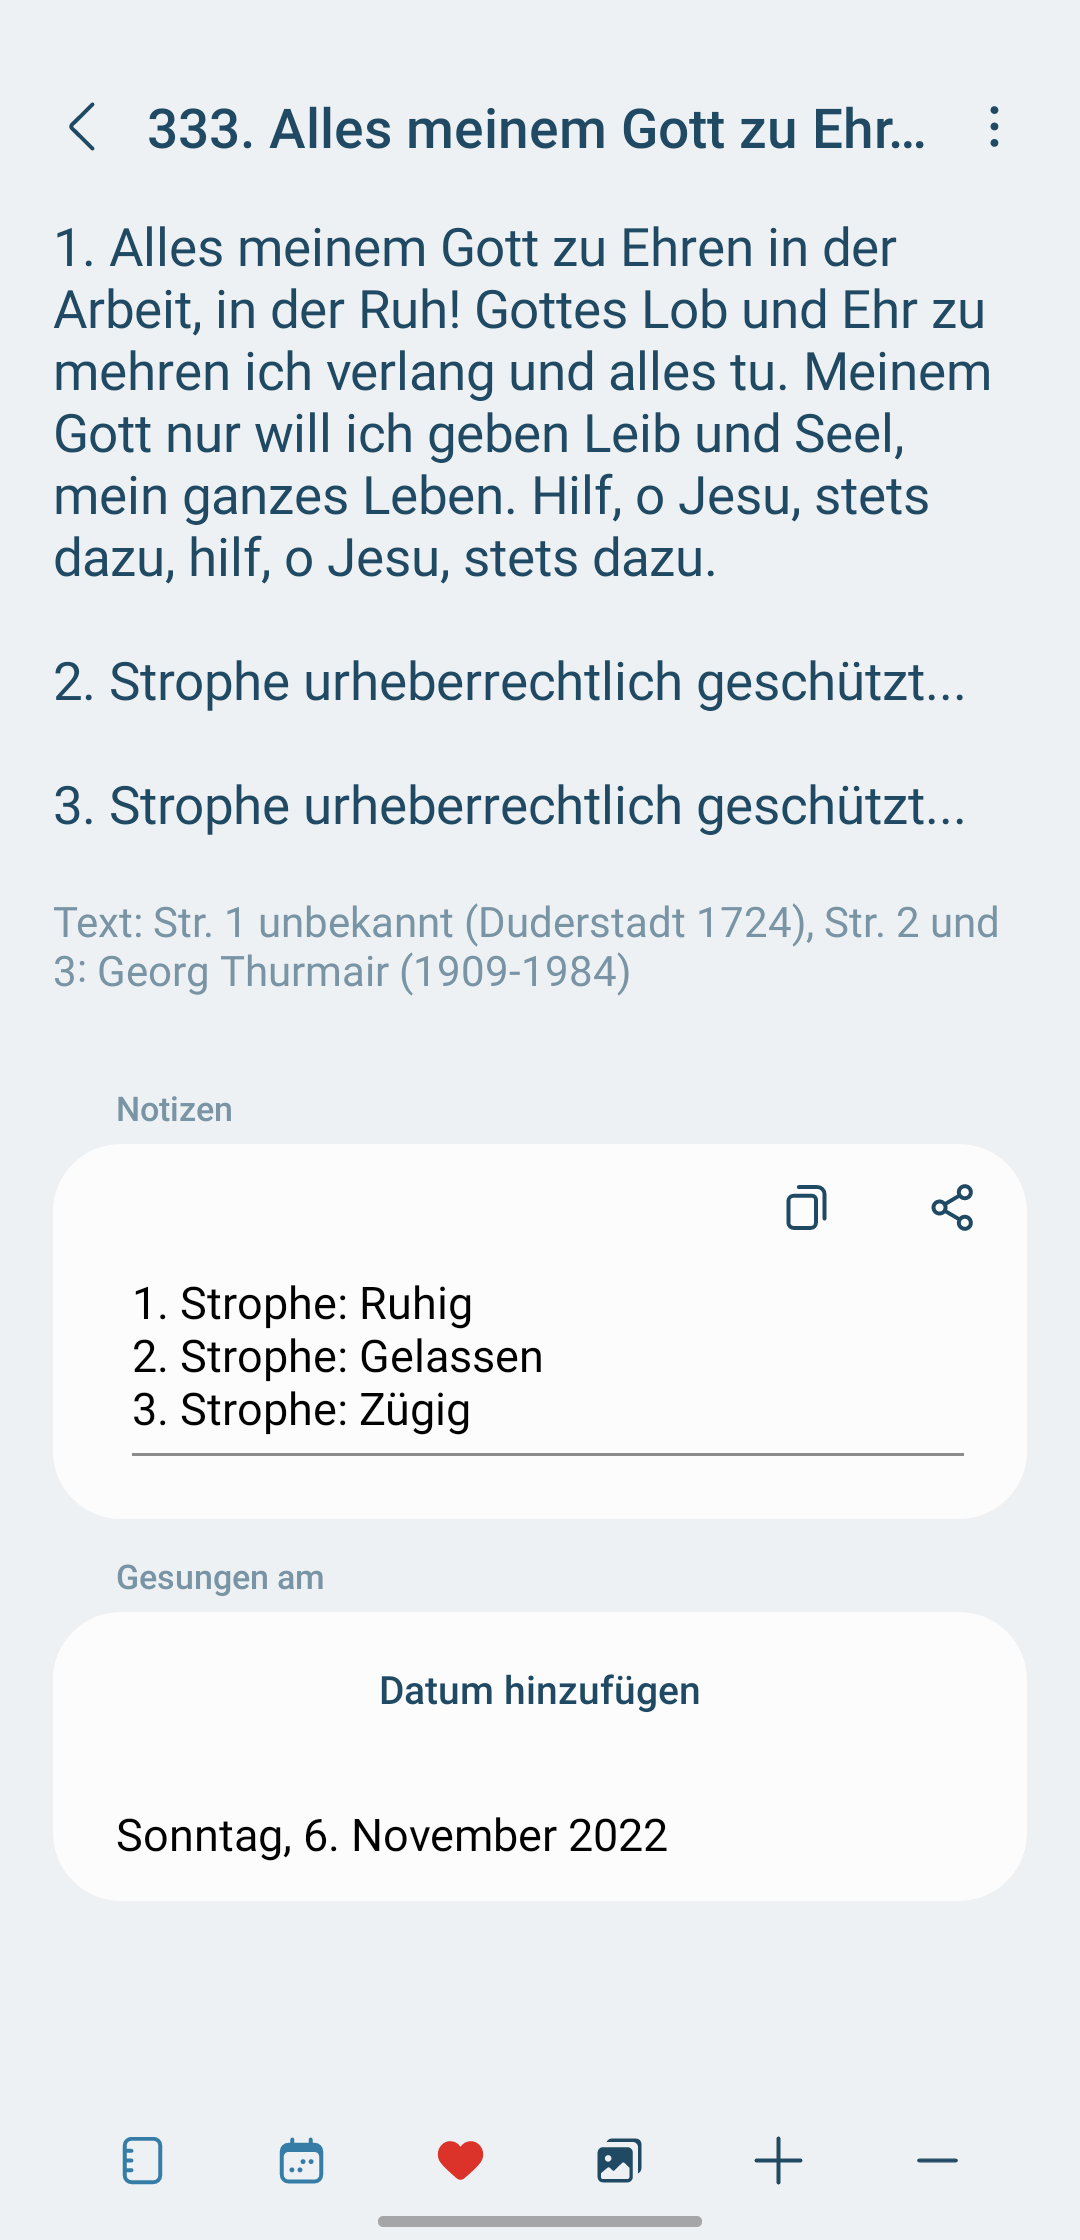 333. Alles meinem Gott zu Ehr...
1. Alles meinem Gott zu Ehren in der
Arbeit, in der Ruh! Gottes Lob und Ehr zu
mehren ich verlang und alles tu. Meinem
Gott nur will ich geben Leib und Seel,
mein ganzes Leben. Hilf, o Jesu, stets
dazu, hilf, o Jesu, stets dazu.
2. Strophe urheberrechtlich geschützt...
3. Strophe urheberrechtlich geschützt...
Text: Str. 1 unbekannt (Duderstadt 1724), Str. 2 und
3: Georg Thurmair (1909-1984)
Notizen
1. Strophe: Ruhig
2. Strophe: Gelassen
3. Strophe: Zügig
Gesungen am
Datum hinzufügen
Sonntag, 6. November 2022